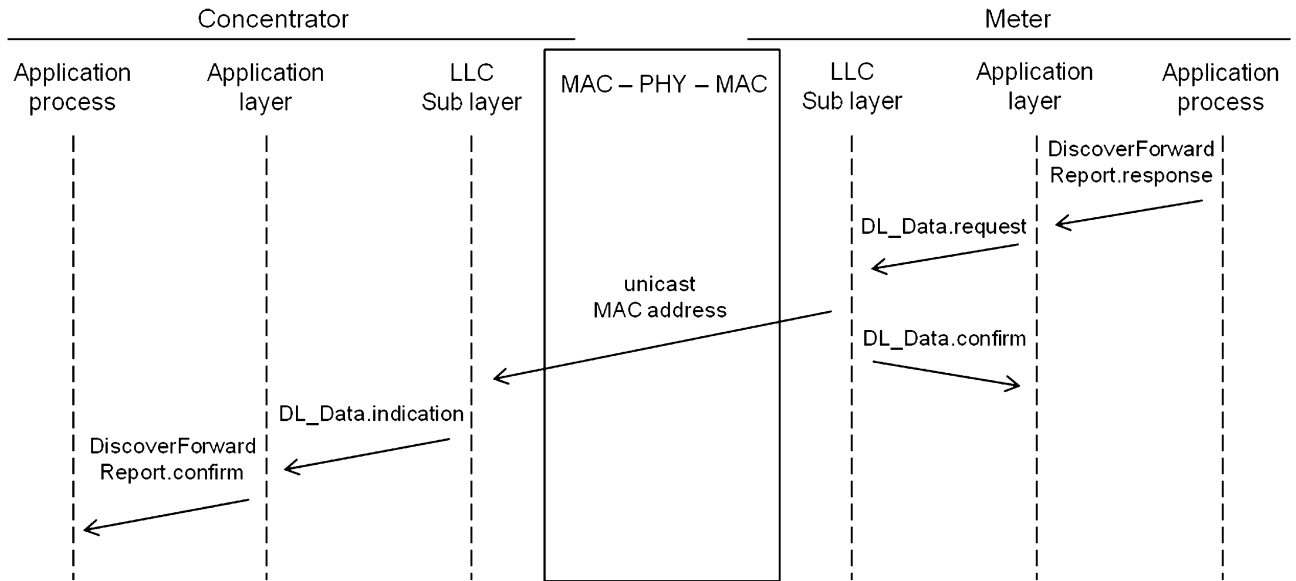 Concentrator
Meter
Application
process
Application
layer
LLC
Sub layer
MAC – PHY – MAC
LLC
Sub layer
Application
layer
Application
process
DiscoverForward
Report.response
DL_Data.request
unicast
MAC address
DL_Data.confirm
DL_Data.indication
DiscoverForward
Report.confirm